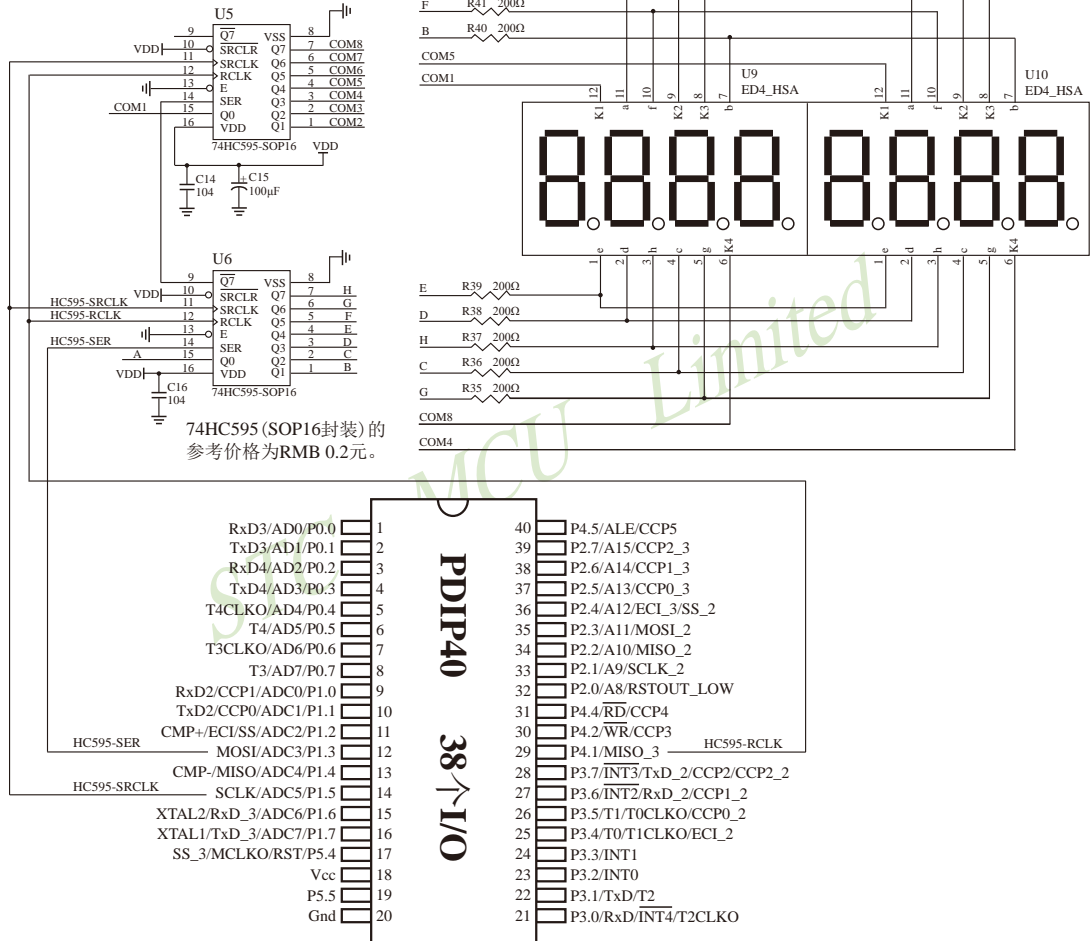 F R41 200Ω
B R40 200Ω
COM5
COM1
U5
9 Q7 VSS 8
VDD 10 SRCLR Q7 7 COM8
11 SRCLK Q6 6 COM7
12 RCLK Q5 5 COM6
13 E Q4 4 COM5
14 SER Q3 3 COM4
COM1 15 Q0 Q2 2 COM3
16 VDD Q1 1 COM2
74HC595-SOP16
VDD
C14
104
+ C15
100μF
12 11 10 9 8 7
K1 a f K2 K3 b
U9
ED4_HSA
12 11 10 9 8 7
K1 a f K2 K3 b
U10
ED4_HSA
e d h c g K4
1 2 3 4 5 6
e d h c g K4
1 2 3 4 5 6
U6
9 Q7 VSS 8
VDD 10 SRCLR Q7 7 H
HC595-SRCLK 11 SRCLK Q6 6 G
HC595-RCLK 12 RCLK Q5 5 F
13 E Q4 4 E
HC595-SER 14 SER Q3 3 D
A 15 Q0 Q2 2 C
VDD 16 VDD Q1 1 B
74HC595-SOP16
C16
104
E R39 200Ω
D R38 200Ω
H R37 200Ω
C R36 200Ω
G R35 200Ω
COM8
COM4
74HC595(SOP16封装)的
参考价格为RMB 0.2元。
STC MCU Limited
PDIP40 38个I/O
RxD3/AD0/P0.0 1
TxD3/AD1/P0.1 2
RxD4/AD2/P0.2 3
TxD4/AD3/P0.3 4
T4CLKO/AD4/P0.4 5
T4/AD5/P0.5 6
T3CLKO/AD6/P0.6 7
T3/AD7/P0.7 8
RxD2/CCP1/ADC0/P1.0 9
TxD2/CCP0/ADC1/P1.1 10
CMP+/ECI/SS/ADC2/P1.2 11
HC595-SER MOSI/ADC3/P1.3 12
CMP-/MISO/ADC4/P1.4 13
HC595-SRCLK SCLK/ADC5/P1.5 14
XTAL2/RxD_3/ADC6/P1.6 15
XTAL1/TxD_3/ADC7/P1.7 16
SS_3/MCLKO/RST/P5.4 17
Vcc 18
P5.5 19
Gnd 20
40 P4.5/ALE/CCP5
39 P2.7/A15/CCP2_3
38 P2.6/A14/CCP1_3
37 P2.5/A13/CCP0_3
36 P2.4/A12/ECI_3/SS_2
35 P2.3/A11/MOSI_2
34 P2.2/A10/MISO_2
33 P2.1/A9/SCLK_2
32 P2.0/A8/RSTOUT_LOW
31 P4.4/RD/CCP4
30 P4.2/WR/CCP3
29 P4.1/MISO_3 HC595-RCLK
28 P3.7/INT3/TxD_2/CCP2/CCP2_2
27 P3.6/INT2/RxD_2/CCP1_2
26 P3.5/T1/T0CLKO/CCP0_2
25 P3.4/T0/T1CLKO/ECI_2
24 P3.3/INT1
23 P3.2/INT0
22 P3.1/TxD/T2
21 P3.0/RxD/INT4/T2CLKO